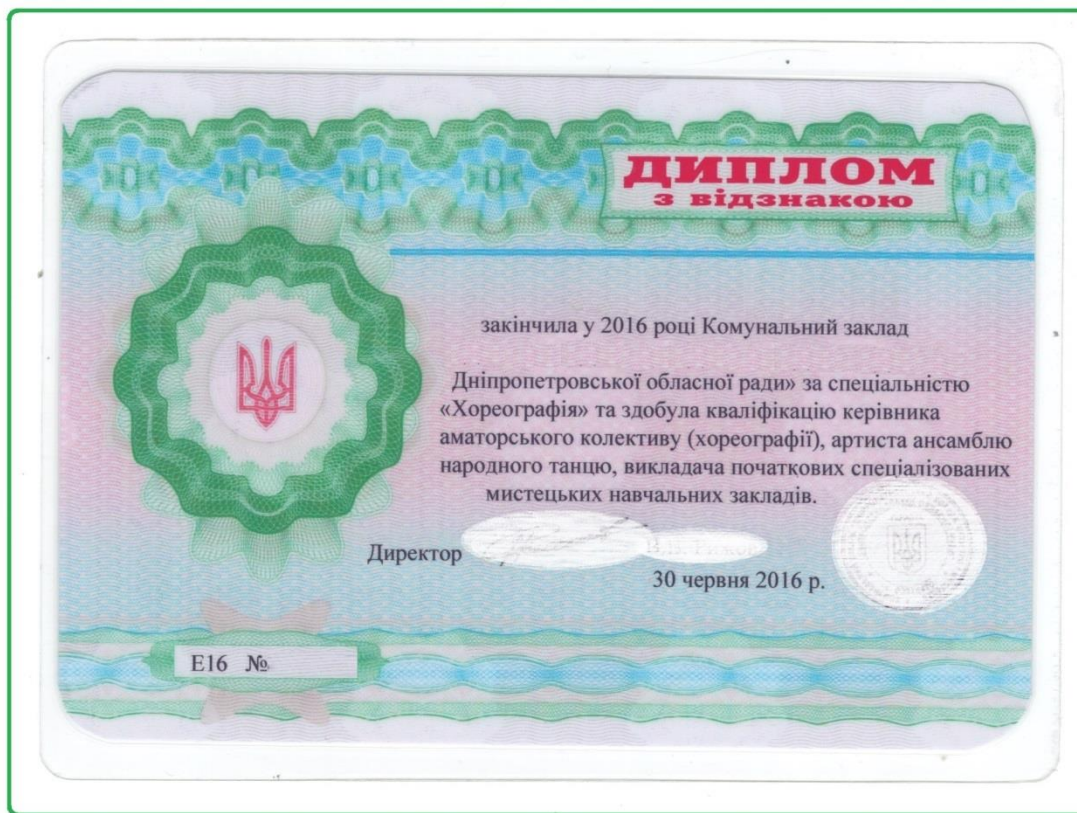 ДИПЛОМ
з відзнакою
закінчила у 2016 році Комунальний заклад
Дніпропетровської обласної ради» за спеціальністю
«Хореографія» та здобула кваліфікацію керівника
аматорського колективу (хореографії), артиста ансамблю
народного танцю, викладача початкових спеціалізованих
мистецьких навчальних закладів.
Директор
30 червня 2016 р.
Е16 №